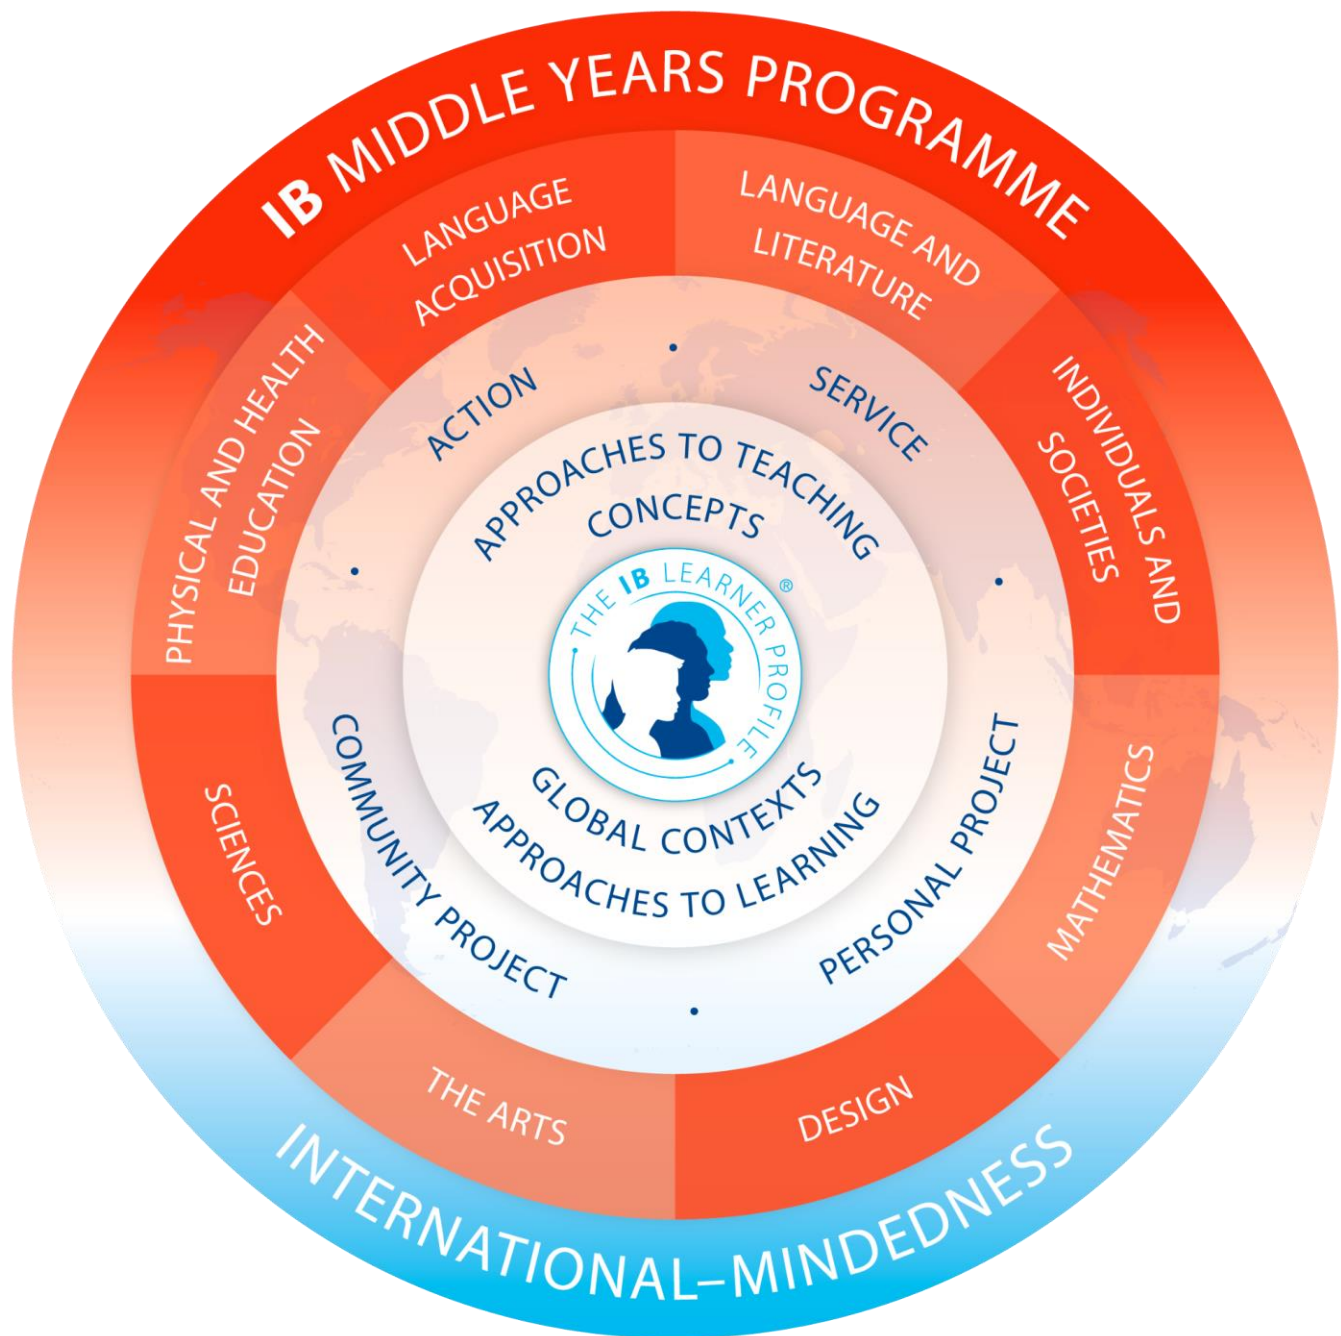 IB MIDDLE YEARS PROGRAMME
LANGUAGE
ACQUISITION
LANGUAGE AND
LITERATURE
INDIVIDUALS AND
SOCIETIES
MATHEMATICS
DESIGN
THE ARTS
SCIENCES
PHYSICAL AND HEALTH
EDUCATION
ACTION
•
SERVICE
•
PERSONAL PROJECT
•
COMMUNITY PROJECT
•
APPROACHES TO TEACHING
CONCEPTS
• THE IB LEARNER PROFILE • ®
GLOBAL CONTEXTS
APPROACHES TO LEARNING
INTERNATIONAL–MINDEDNESS